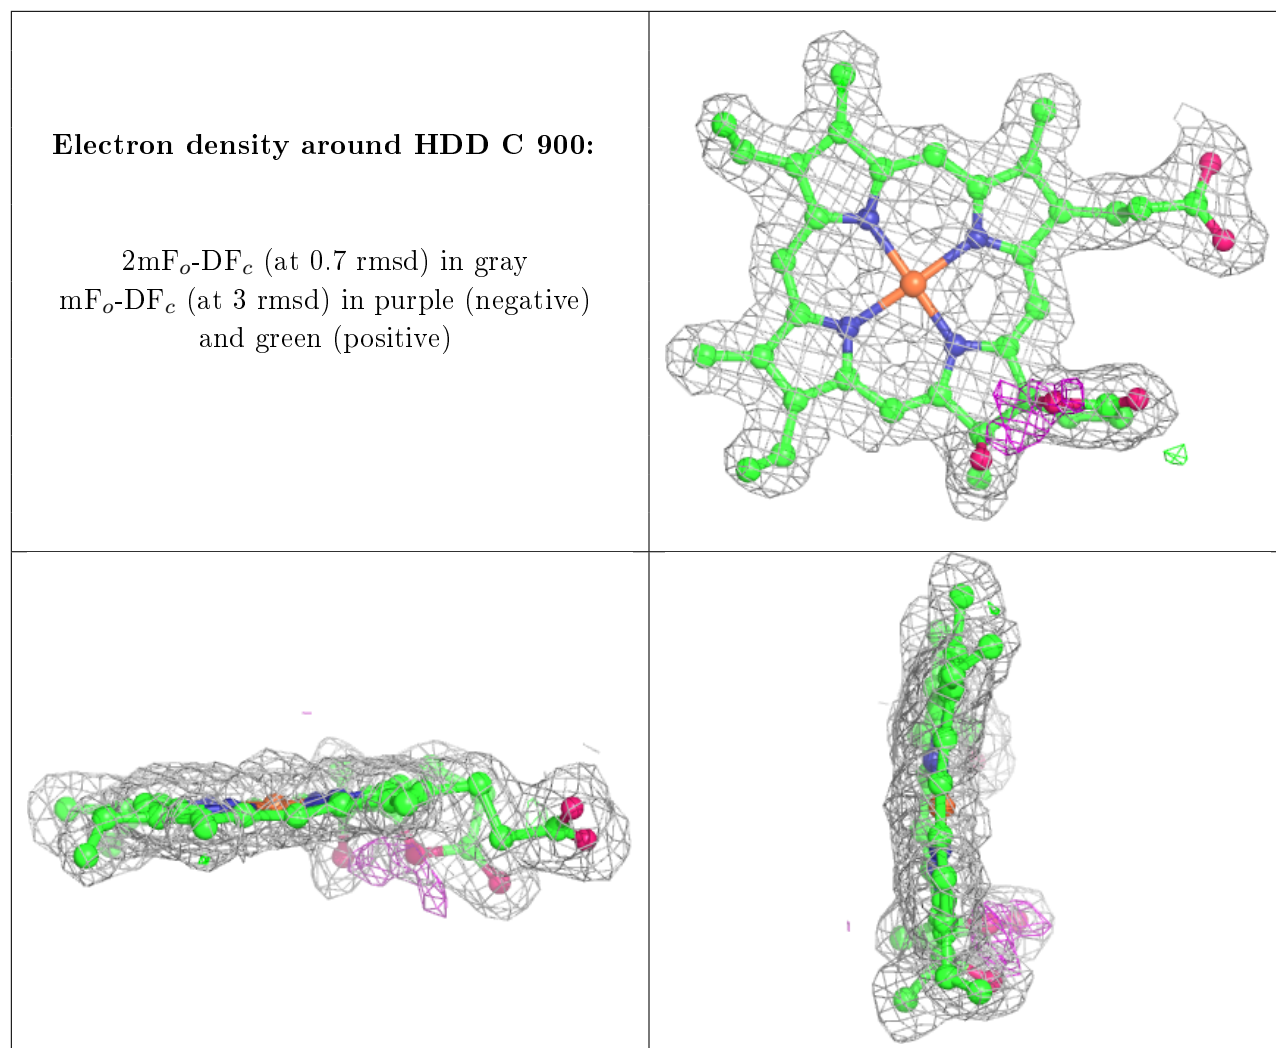 Electron density around HDD C 900:
2mFo-DFc (at 0.7 rmsd) in gray
mFo-DFc (at 3 rmsd) in purple (negative)
and green (positive)